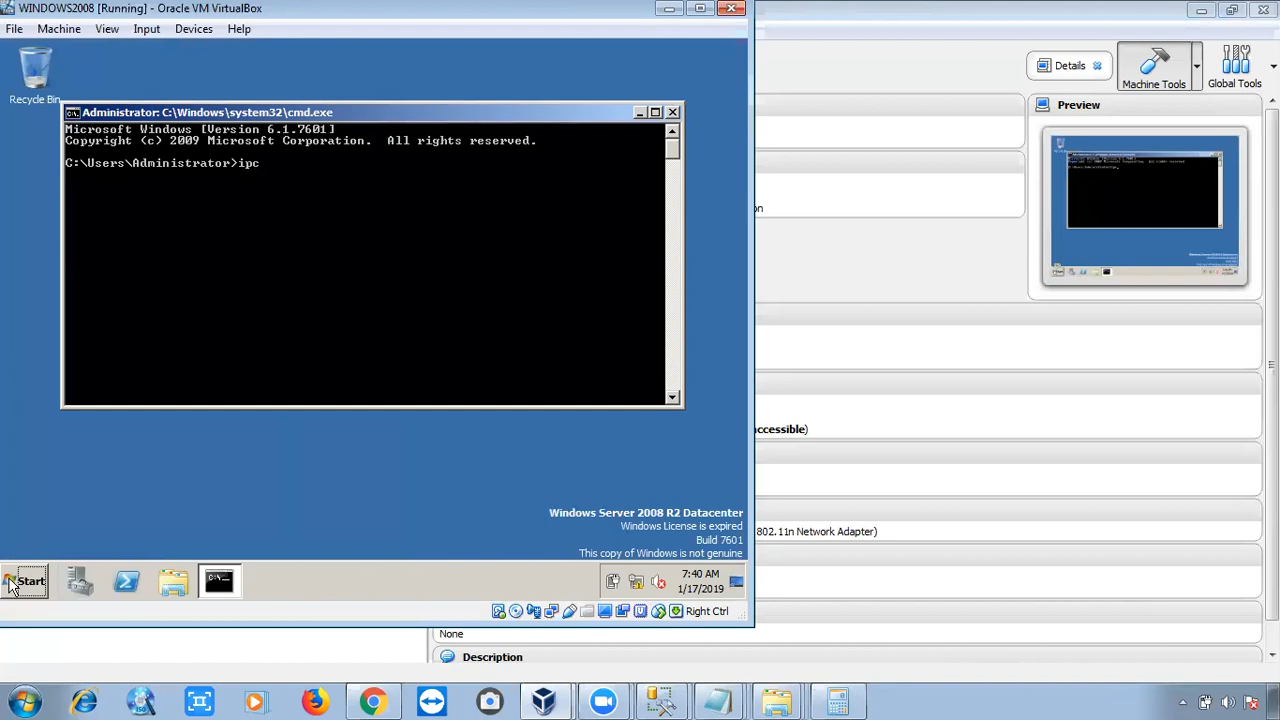 WINDOWS2008 [Running] - Oracle VM VirtualBox
File Machine View Input Devices Help
Details
Machine Tools
Global Tools
Recycle Bin
Preview
Administrator: C:\Windows\system32\cmd.exe
Microsoft Windows [Version 6.1.7601]
Copyright (c) 2009 Microsoft Corporation.  All rights reserved.
C:\Users\Administrator>ipc
on
ccessible)
802.11n Network Adapter)
Windows Server 2008 R2 Datacenter
Windows License is expired
Build 7601
This copy of Windows is not genuine
Start
7:40 AM
1/17/2019
Right Ctrl
None
Description